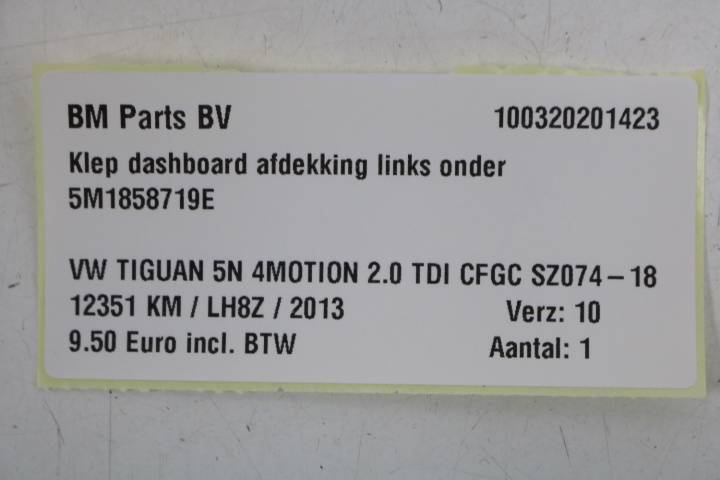 BM Parts BV 100320201423
Klep dashboard afdekking links onder
5M1858719E
VW TIGUAN 5N 4MOTION 2.0 TDI CFGC SZ074-18
12351 KM / LH8Z / 2013 Verz: 10
9.50 Euro incl. BTW Aantal: 1